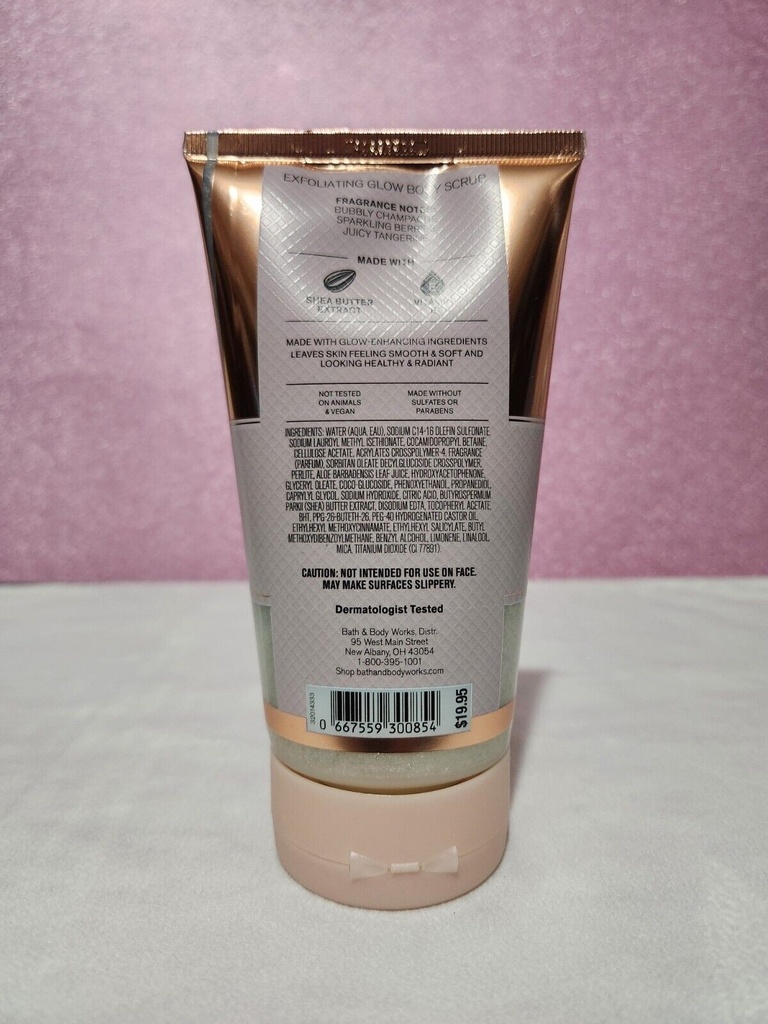 EXFOLIATING GLOW BODY SCRUB
FRAGRANCE NOT
BUBBLY CHAMPAG
SPARKLING BERR
JUICY TANGERINE
MADE WITH
SHEA BUTTER
EXTRACT
MADE WITH GLOW-ENHANCING INGREDIENTS
LEAVES SKIN FEELING SMOOTH & SOFT AND
LOOKING HEALTHY & RADIANT
NOT TESTED
ON ANIMALS
& VEGAN
MADE WITHOUT
SULFATES OR
PARABENS
INGREDIENTS: WATER (AQUA, EAU), SODIUM C14-16 OLEFIN SULFONATE,
SODIUM LAUROYL METHYL ISETHIONATE, COCAMIDOPROPYL BETAINE,
CELLULOSE ACETATE, ACRYLATES CROSSPOLYMER-4, FRAGRANCE
(PARFUM), SORBITAN OLEATE DECYLGLUCOSIDE CROSSPOLYMER,
PERLITE, ALOE BARBADENSIS LEAF JUICE, HYDROXYACETOPHENONE,
GLYCERYL OLEATE, COCO-GLUCOSIDE, PHENOXYETHANOL, PROPANEDIOL,
CAPRYLYL GLYCOL, SODIUM HYDROXIDE, CITRIC ACID, BUTYROSPERMUM
PARKII (SHEA) BUTTER EXTRACT, DISODIUM EDTA, TOCOPHERYL ACETATE,
BHT, PPG-26-BUTETH-26, PEG-40 HYDROGENATED CASTOR OIL,
ETHYLHEXYL METHOXYCINNAMATE, ETHYLHEXYL SALICYLATE, BUTYL
METHOXYDIBENZOYLMETHANE, BENZYL ALCOHOL, LIMONENE, LINALOOL,
MICA, TITANIUM DIOXIDE (CI 77891).
CAUTION: NOT INTENDED FOR USE ON FACE.
MAY MAKE SURFACES SLIPPERY.
Dermatologist Tested
Bath & Body Works, Distr.
95 West Main Street
New Albany, OH 43054
1-800-395-1001
Shop bathandbodyworks.com
32014333
0 667559 300854
$19.95